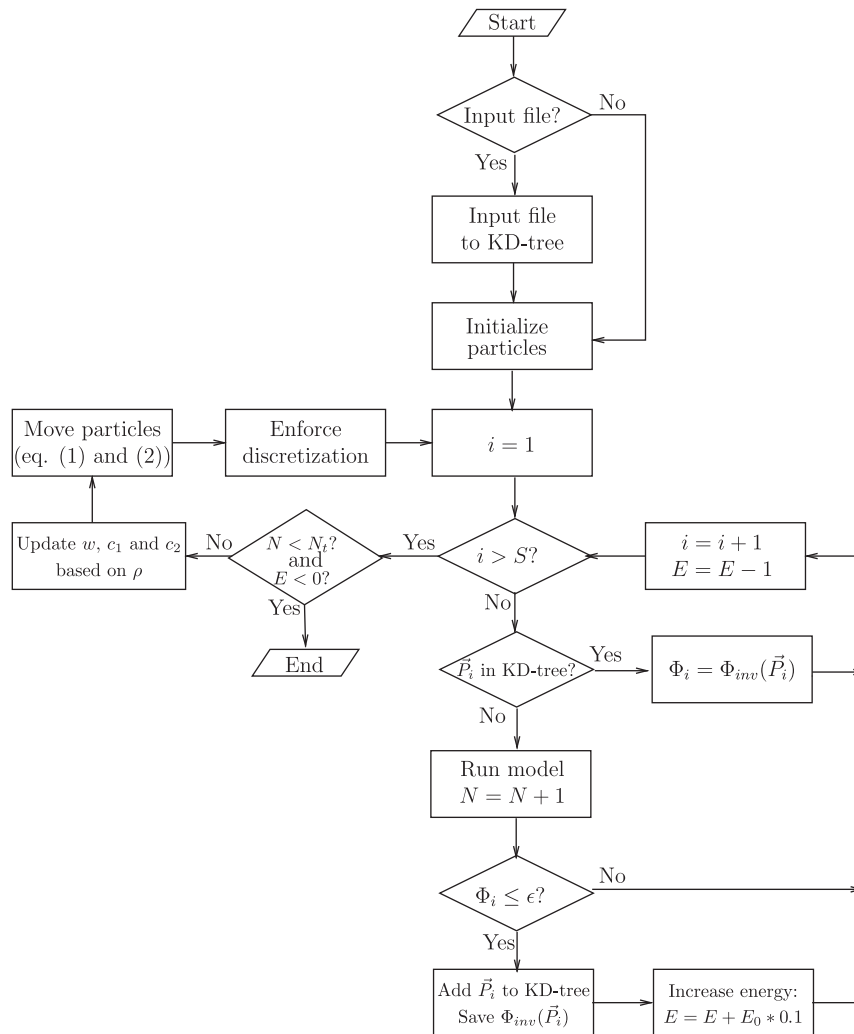 Start
Input file?
No
Yes
Input file
to KD-tree
Initialize
particles
Move particles
(eq. (1) and (2))
Enforce
discretization
i = 1
Update w, c₁ and c₂
based on ρ
No
N < Nₜ?
and
E < 0?
Yes
Yes
i > S?
i = i + 1
E = E − 1
No
End
P⃗ᵢ in KD-tree?
Yes
Φᵢ = Φᵢₙᵥ(P⃗ᵢ)
No
Run model
N = N + 1
Φᵢ ≤ ϵ?
No
Yes
Add P⃗ᵢ to KD-tree
Save Φᵢₙᵥ(P⃗ᵢ)
Increase energy:
E = E + E₀ * 0.1